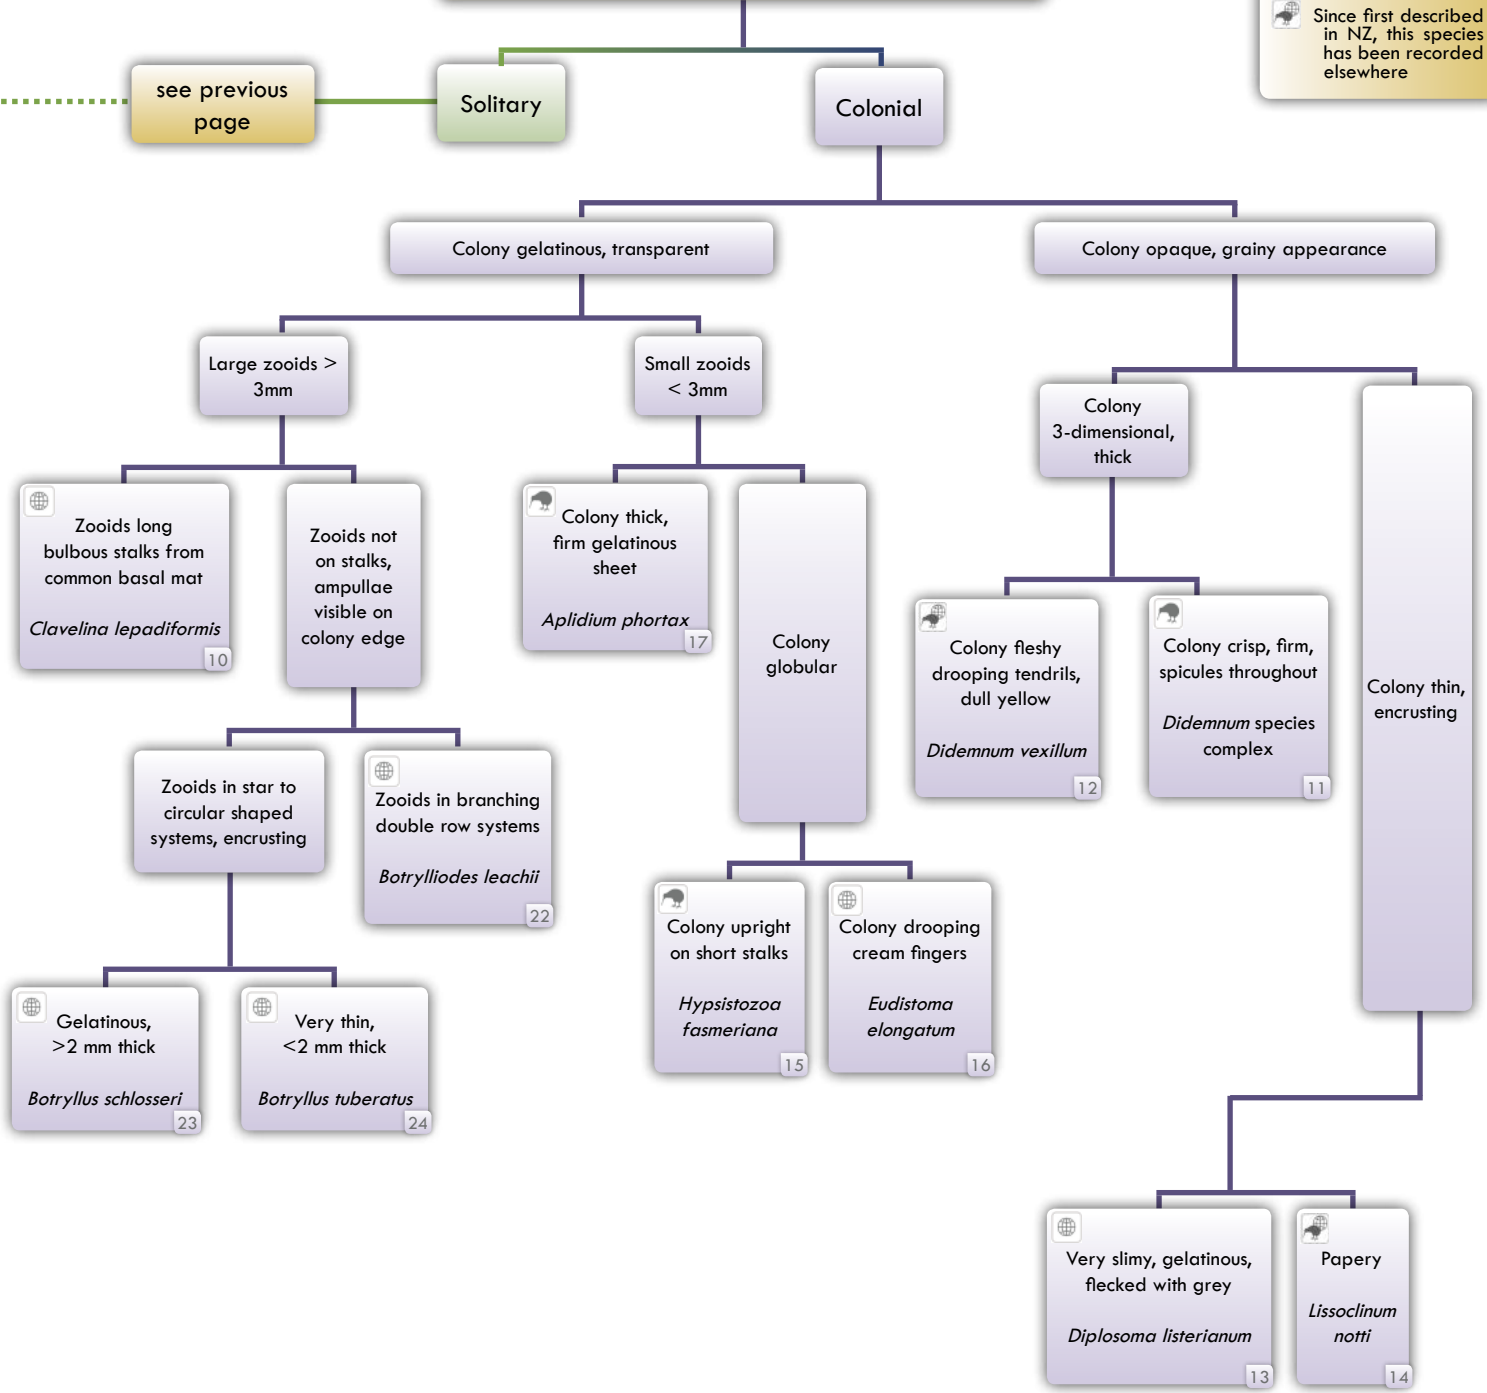 Since first described
in NZ, this species
has been recorded
elsewhere
see previous
page
Solitary
Colonial
Colony gelatinous, transparent
Colony opaque, grainy appearance
Large zooids >
3mm
Small zooids
< 3mm
Colony
3-dimensional,
thick
Colony thin,
encrusting
Zooids long
bulbous stalks from
common basal mat
Clavelina lepadiformis
10
Zooids not
on stalks,
ampullae
visible on
colony edge
Colony thick,
firm gelatinous
sheet
Aplidium phortax
17
Colony
globular
Colony fleshy
drooping tendrils,
dull yellow
Didemnum vexillum
12
Colony crisp, firm,
spicules throughout
Didemnum species
complex
11
Zooids in star to
circular shaped
systems, encrusting
Zooids in branching
double row systems
Botrylliodes leachii
22
Colony upright
on short stalks
Hypsistozoa
fasmeriana
15
Colony drooping
cream fingers
Eudistoma
elongatum
16
Gelatinous,
>2 mm thick
Botryllus schlosseri
23
Very thin,
<2 mm thick
Botryllus tuberatus
24
Very slimy, gelatinous,
flecked with grey
Diplosoma listerianum
13
Papery
Lissoclinum
notti
14